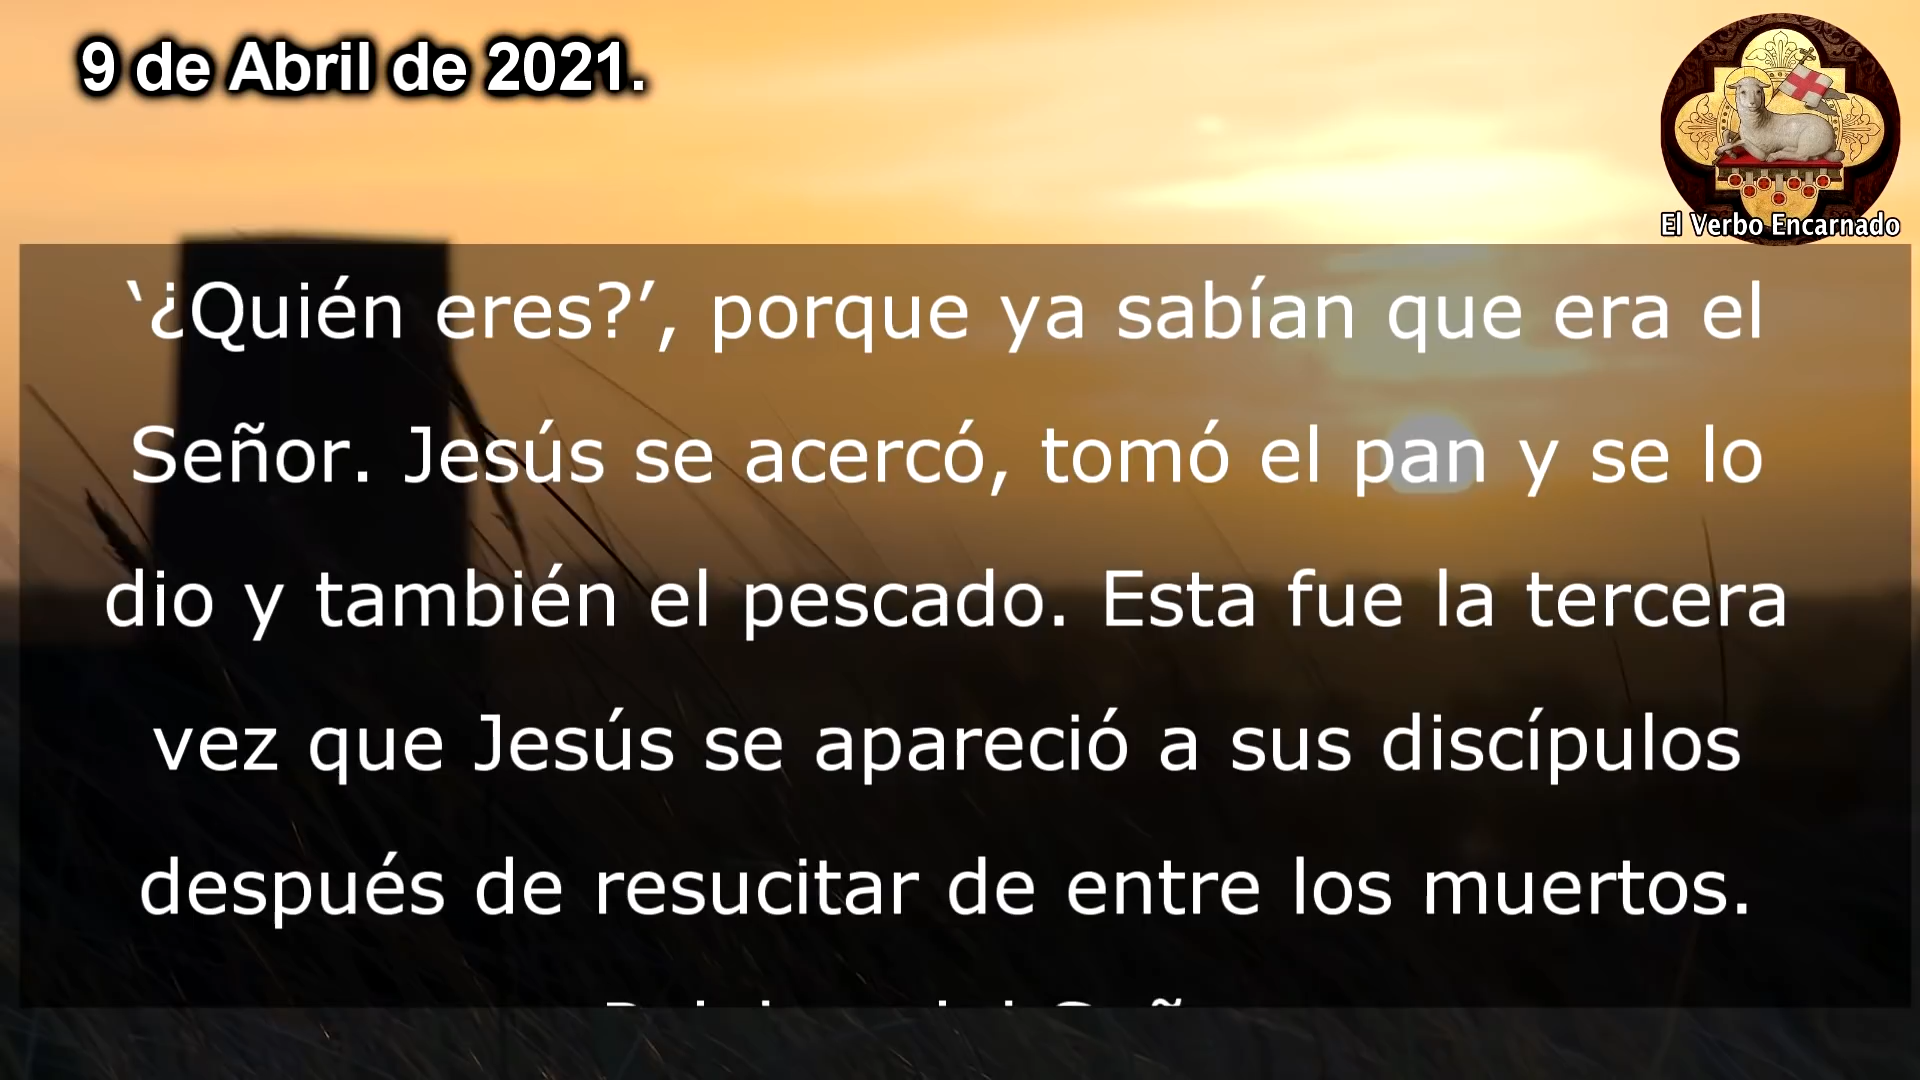 9 de Abril de 2021.
El Verbo Encarnado
‘¿Quién eres?’, porque ya sabían que era el
Señor. Jesús se acercó, tomó el pan y se lo
dio y también el pescado. Esta fue la tercera
vez que Jesús se apareció a sus discípulos
después de resucitar de entre los muertos.